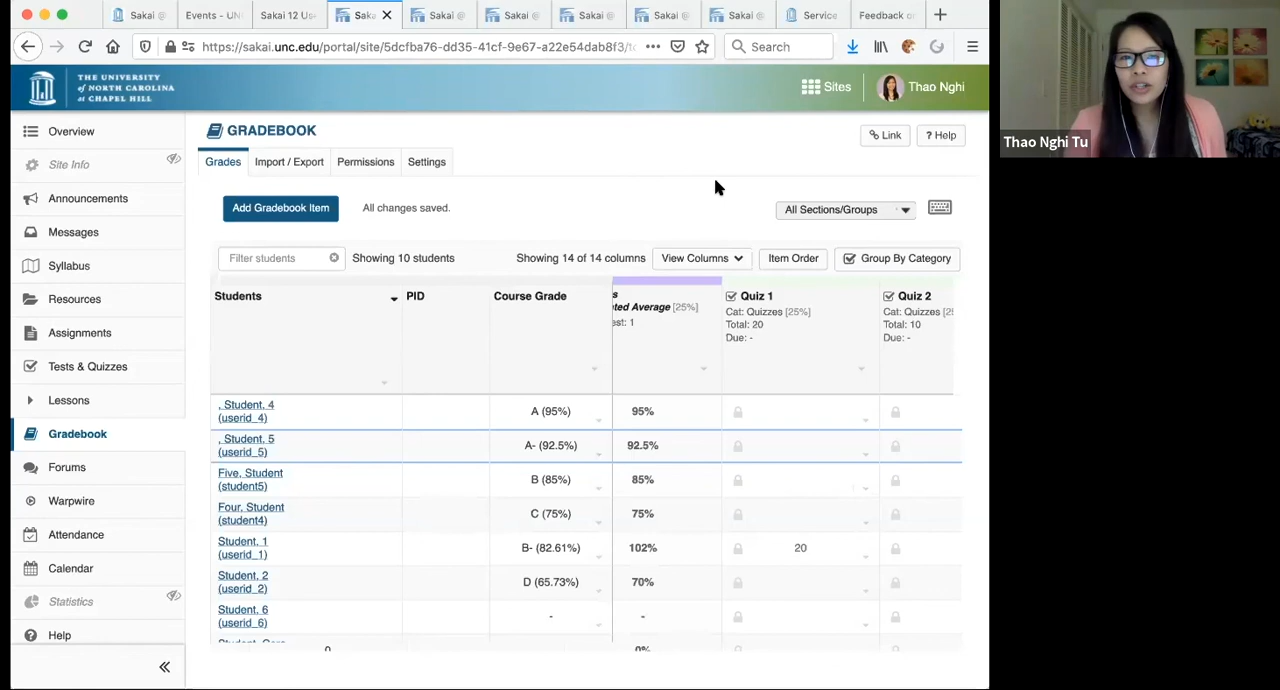 Sakai @
Events - UN
Sakai 12 Us
Saka
Sakai @
Sakai @
Sakai @
Sakai @
Sakai @
Service
Feedback o
https://sakai.unc.edu/portal/site/5dcfba76-dd35-41cf-9e67-a22e54dab8f3/to
Search
THE UNIVERSITY
of NORTH CAROLINA
at CHAPEL HILL
Sites
Thao Nghi
Thao Nghi Tu
Overview
Site Info
Announcements
Messages
Syllabus
Resources
Assignments
Tests & Quizzes
Lessons
Gradebook
Forums
Warpwire
Attendance
Calendar
Statistics
Help
GRADEBOOK
Link
? Help
Grades
Import / Export
Permissions
Settings
Add Gradebook Item
All changes saved.
All Sections/Groups
Filter students
Showing 10 students
Showing 14 of 14 columns
View Columns
Item Order
Group By Category
Students
PID
Course Grade
s
ted Average [25%]
est: 1
Quiz 1
Cat: Quizzes [25%]
Total: 20
Due: -
Quiz 2
Cat: Quizzes [25
Total: 10
Due: -
, Student, 4
(userid_4)
A (95%)
95%
, Student, 5
(userid_5)
A- (92.5%)
92.5%
Five, Student
(student5)
B (85%)
85%
Four, Student
(student4)
C (75%)
75%
Student, 1
(userid_1)
B- (82.61%)
102%
20
Student, 2
(userid_2)
D (65.73%)
70%
Student, 6
(userid_6)
-
-